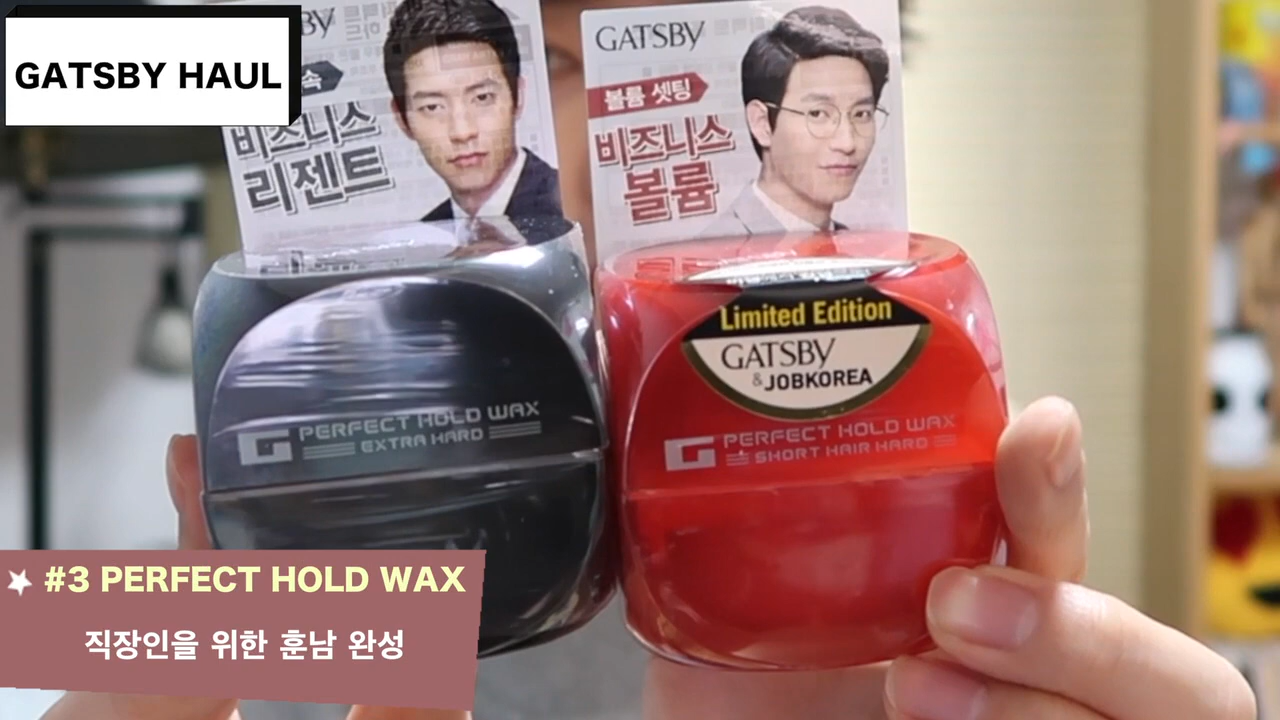 GATSBY HAUL
비즈니스
리젠트
GATSBY
볼륨 셋팅
비즈니스
볼륨
Limited Edition
GATSBY
& JOBKOREA
G PERFECT HOLD WAX
EXTRA HARD
G PERFECT HOLD WAX
SHORT HAIR HARD
#3 PERFECT HOLD WAX
직장인을 위한 훈남 완성